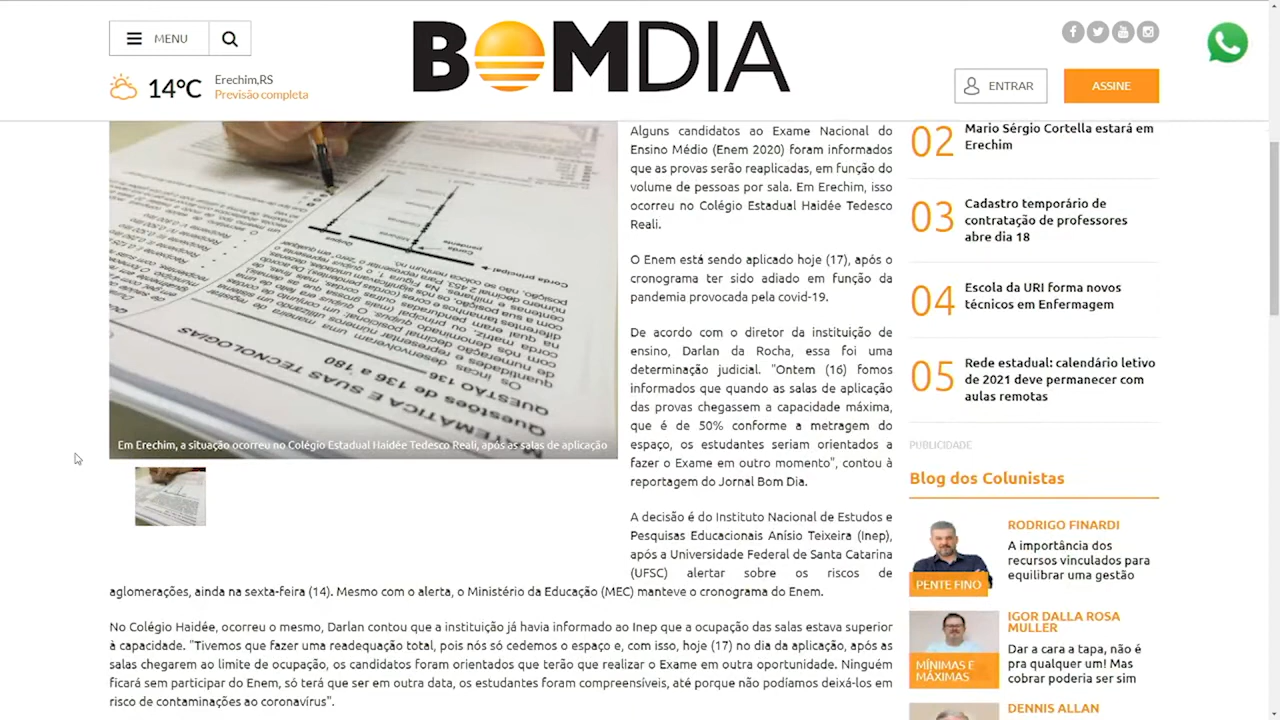 MENU
BOMDIA
14°C
Erechim,RS
Previsão completa
ENTRAR
ASSINE
QUESTÃO 136
Questões de 136 a 180
TEMÁTICA E SUAS TECNOLOGIAS
Em Erechim, a situação ocorreu no Colégio Estadual Haidée Tedesco Reali, após as salas de aplicação
Alguns candidatos ao Exame Nacional do
Ensino Médio (Enem 2020) foram informados
que as provas serão reaplicadas, em função do
volume de pessoas por sala. Em Erechim, isso
ocorreu no Colégio Estadual Haidée Tedesco
Reali.
O Enem está sendo aplicado hoje (17), após o
cronograma ter sido adiado em função da
pandemia provocada pela covid-19.
De acordo com o diretor da instituição de
ensino, Darlan da Rocha, essa foi uma
determinação judicial. "Ontem (16) fomos
informados que quando as salas de aplicação
das provas chegassem a capacidade máxima,
que é de 50% conforme a metragem do
espaço, os estudantes seriam orientados a
fazer o Exame em outro momento", contou à
reportagem do Jornal Bom Dia.
A decisão é do Instituto Nacional de Estudos e
Pesquisas Educacionais Anísio Teixeira (Inep),
após a Universidade Federal de Santa Catarina
(UFSC) alertar sobre os riscos de
aglomerações, ainda na sexta-feira (14). Mesmo com o alerta, o Ministério da Educação (MEC) manteve o cronograma do Enem.
No Colégio Haidée, ocorreu o mesmo, Darlan contou que a instituição já havia informado ao Inep que a ocupação das salas estava superior
à capacidade. "Tivemos que fazer uma readequação total, pois nós só cedemos o espaço e, com isso, hoje (17) no dia da aplicação, após as
salas chegarem ao limite de ocupação, os candidatos foram orientados que terão que realizar o Exame em outra oportunidade. Ninguém
ficará sem participar do Enem, só terá que ser em outra data, os estudantes foram compreensíveis, até porque não podíamos deixá-los em
risco de contaminações ao coronavírus".
02
Mario Sérgio Cortella estará em
Erechim
03
Cadastro temporário de
contratação de professores
abre dia 18
04
Escola da URI forma novos
técnicos em Enfermagem
05
Rede estadual: calendário letivo
de 2021 deve permanecer com
aulas remotas
PUBLICIDADE
Blog dos Colunistas
RODRIGO FINARDI
A importância dos
recursos vinculados para
equilibrar uma gestão
PENTE FINO
IGOR DALLA ROSA
MULLER
Dar a cara a tapa, não é
pra qualquer um! Mas
cobrar poderia ser sim
MÍNIMAS E
MÁXIMAS
DENNIS ALLAN